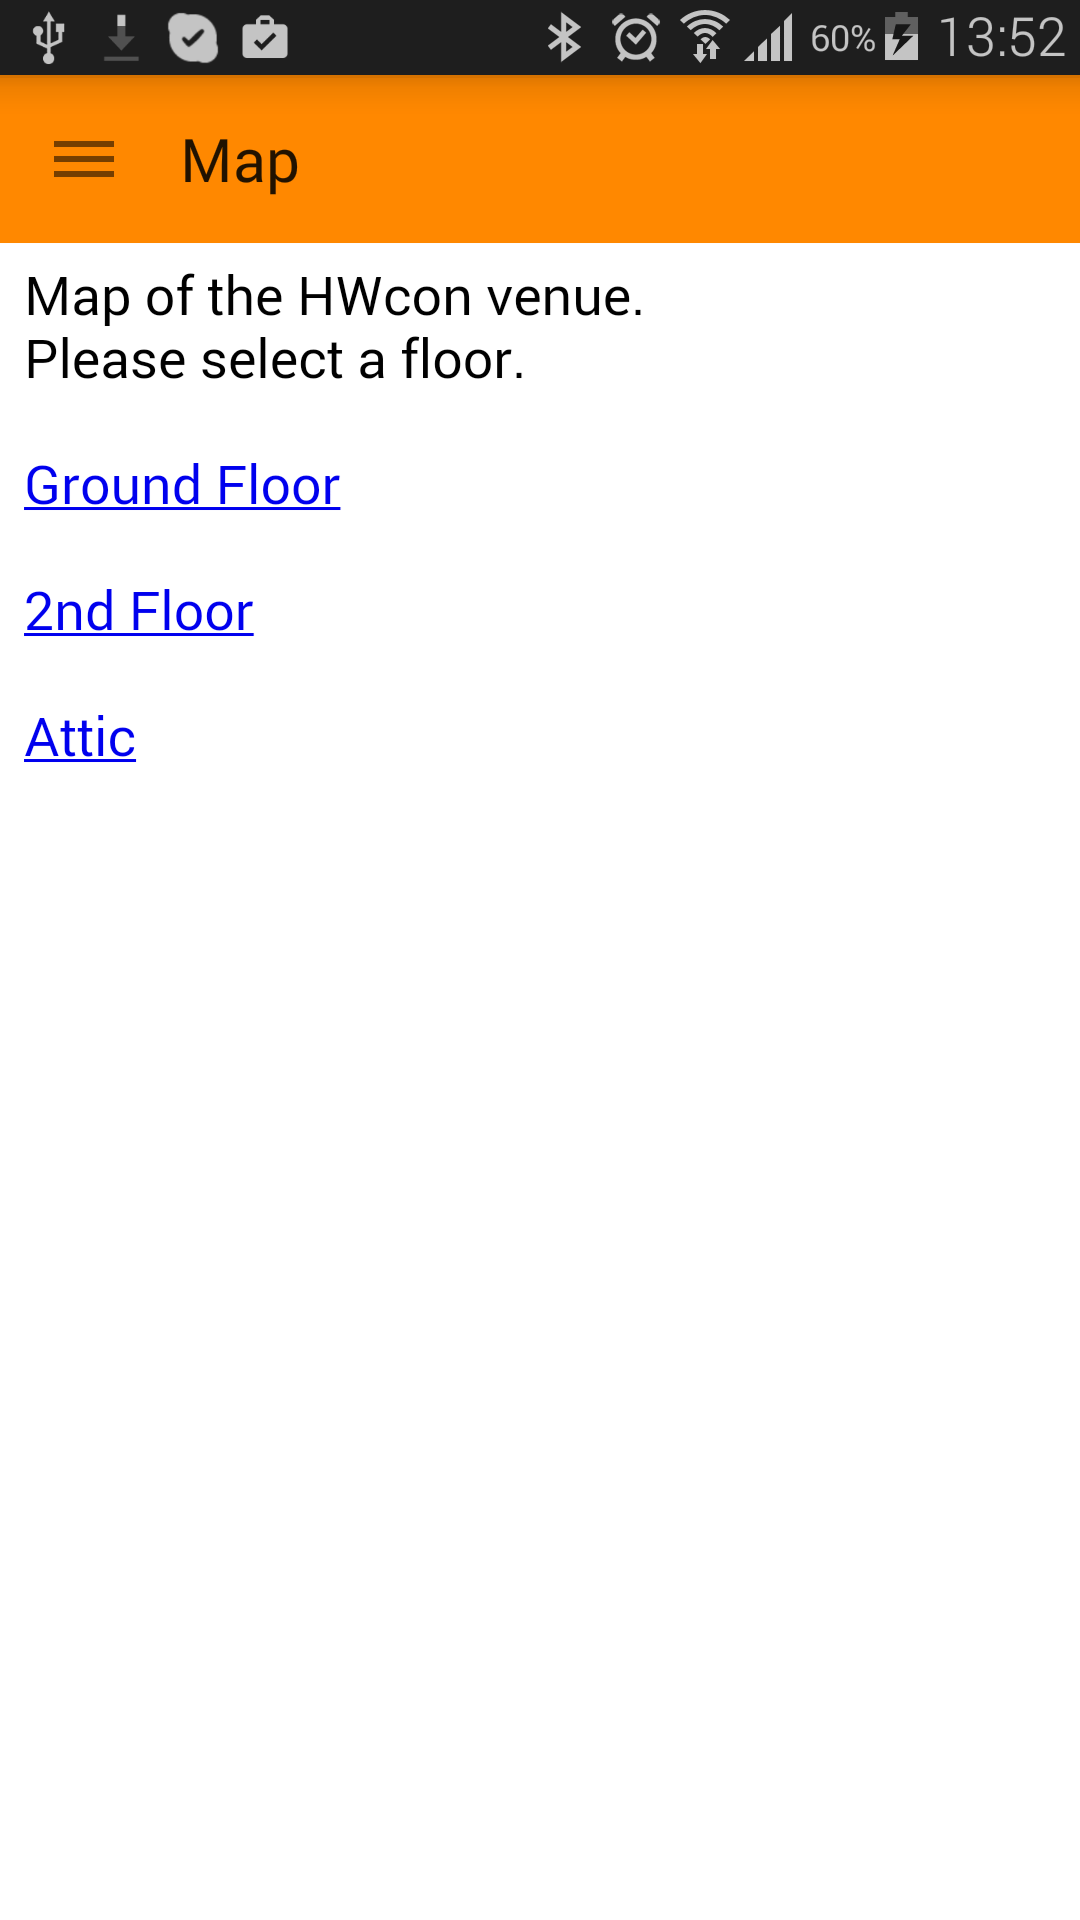 60% 13:52
Map
Map of the HWcon venue.
Please select a floor.
Ground Floor
2nd Floor
Attic